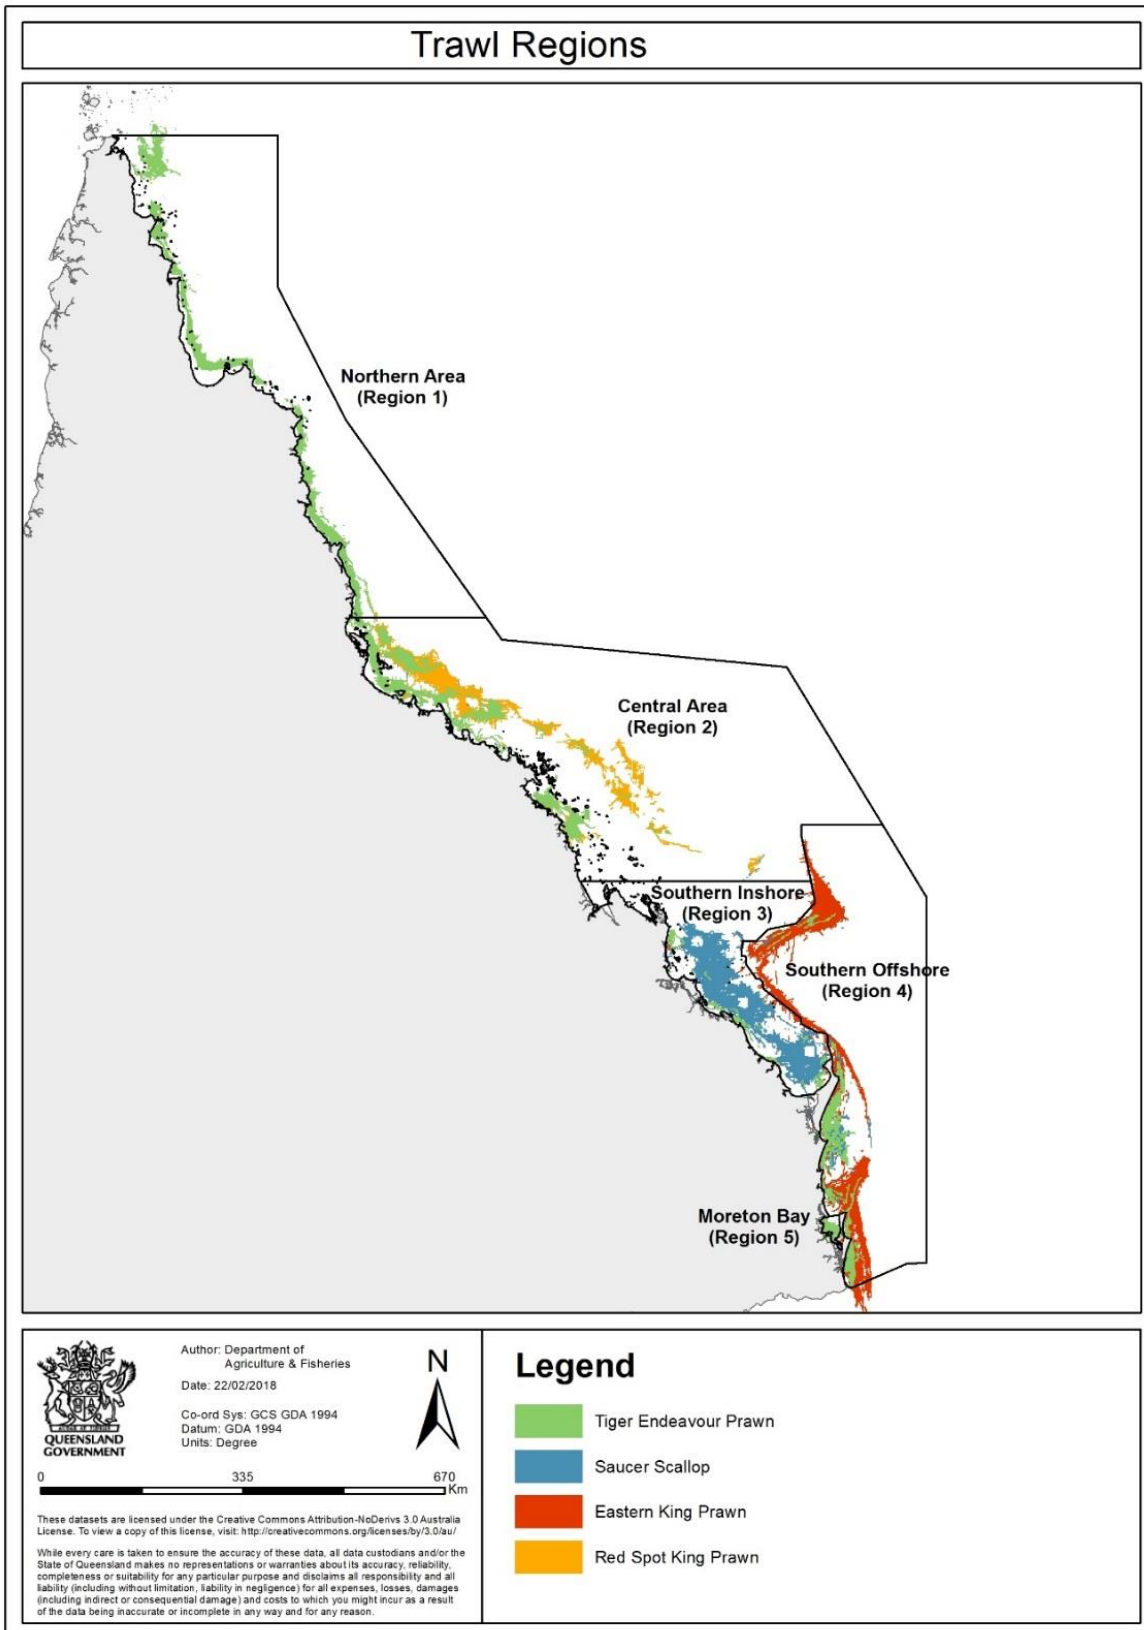 Trawl Regions
Northern Area
(Region 1)
Central Area
(Region 2)
Southern Inshore
(Region 3)
Southern Offshore
(Region 4)
Moreton Bay
(Region 5)
QUEENSLAND
GOVERNMENT
Author: Department of
Agriculture & Fisheries
Date: 22/02/2018
Co-ord Sys: GCS GDA 1994
Datum: GDA 1994
Units: Degree
N
0 335 670
Km
These datasets are licensed under the Creative Commons Attribution-NoDerivs 3.0 Australia
License. To view a copy of this license, visit: http://creativecommons.org/licenses/by/3.0/au/
While every care is taken to ensure the accuracy of these data, all data custodians and/or the
State of Queensland makes no representations or warranties about its accuracy, reliability,
completeness or suitability for any particular purpose and disclaims all responsibility and all
liability (including without limitation, liability in negligence) for all expenses, losses, damages
(including indirect or consequential damage) and costs to which you might incur as a result
of the data being inaccurate or incomplete in any way and for any reason.
Legend
Tiger Endeavour Prawn
Saucer Scallop
Eastern King Prawn
Red Spot King Prawn